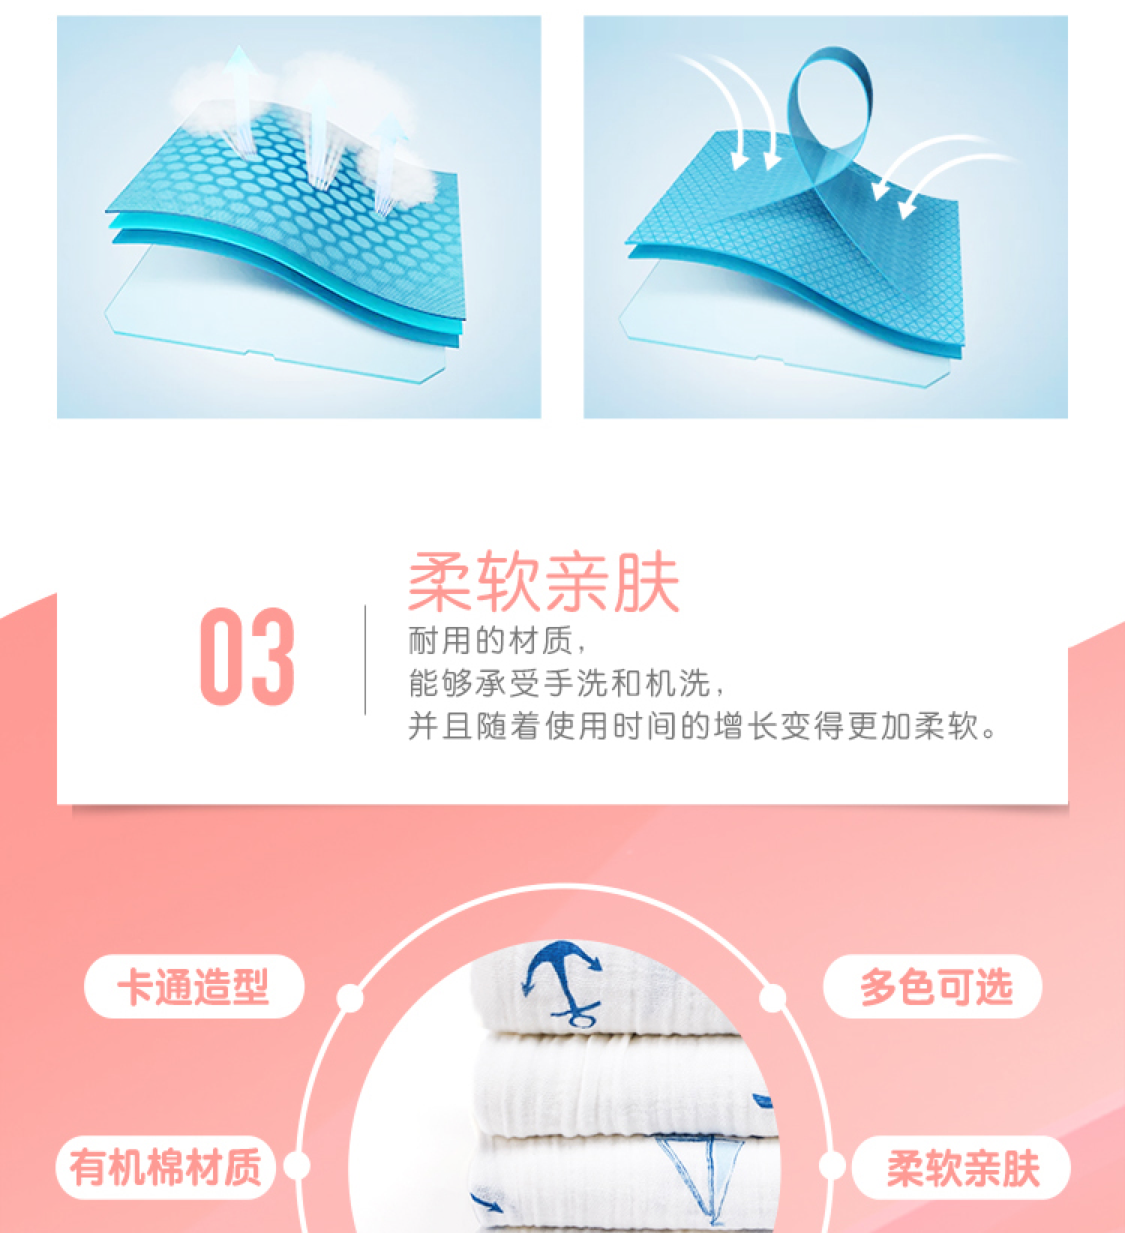 03
柔软亲肤
耐用的材质，
能够承受手洗和机洗，
并且随着使用时间的增长变得更加柔软。
卡通造型
多色可选
有机棉材质
柔软亲肤